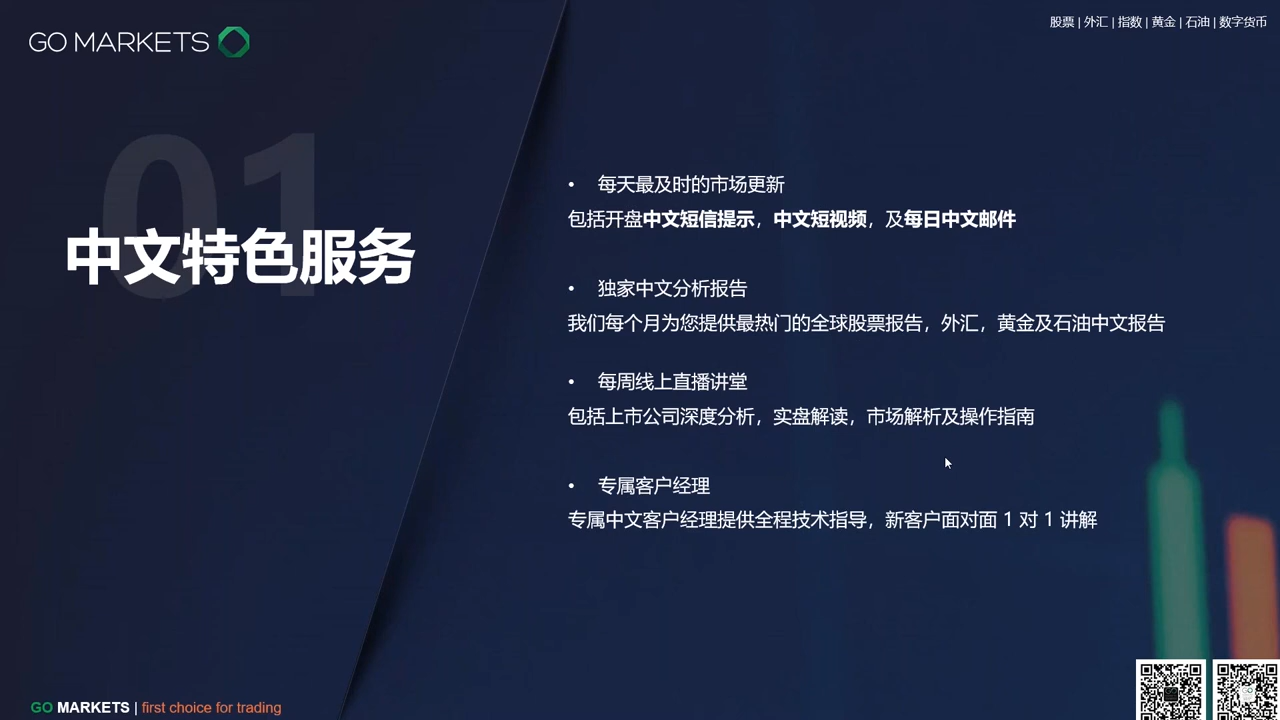 GO MARKETS
股票 | 外汇 | 指数 | 黄金 | 石油 | 数字货币
01
中文特色服务
• 每天最及时的市场更新
包括开盘中文短信提示，中文短视频，及每日中文邮件
• 独家中文分析报告
我们每个月为您提供最热门的全球股票报告，外汇，黄金及石油中文报告
• 每周线上直播讲堂
包括上市公司深度分析，实盘解读，市场解析及操作指南
• 专属客户经理
专属中文客户经理提供全程技术指导，新客户面对面 1 对 1 讲解
GO MARKETS | first choice for trading